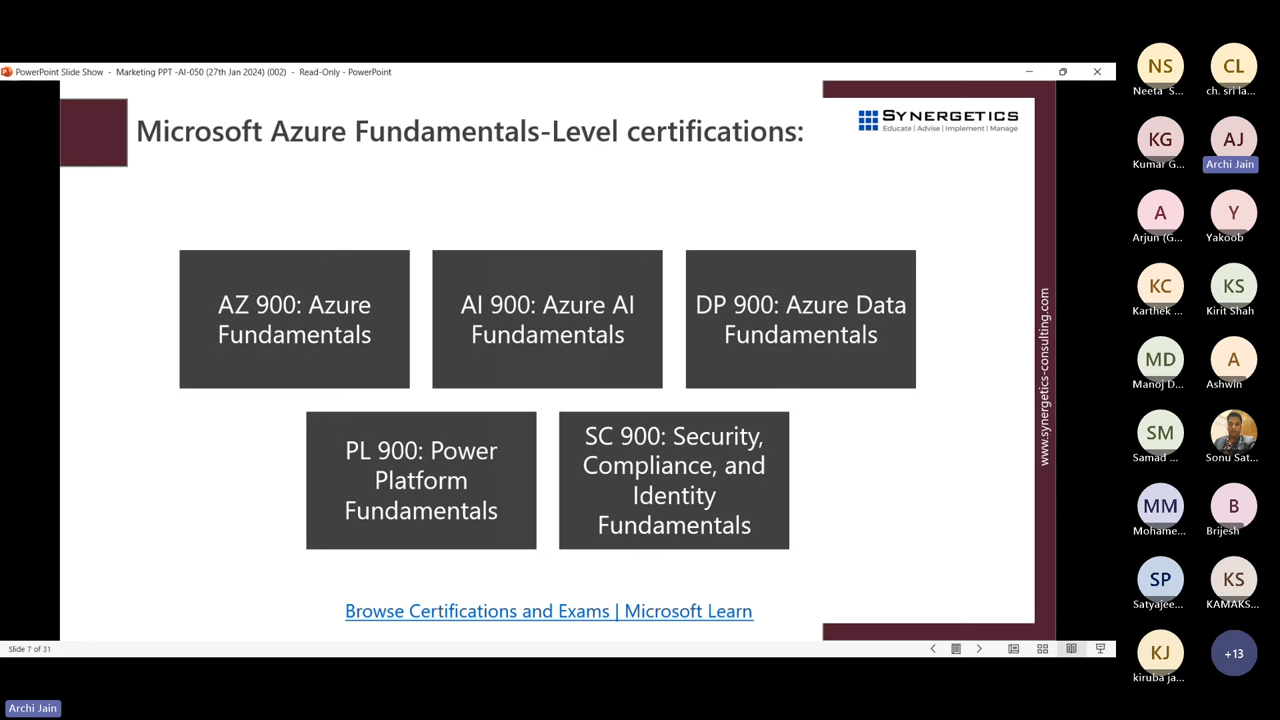 PowerPoint Slide Show - Marketing PPT -AI-050 (27th Jan 2024) (002) - Read-Only - PowerPoint
Microsoft Azure Fundamentals-Level certifications:
SYNERGETICS
Educate | Advise | Implement | Manage
AZ 900: Azure
Fundamentals
AI 900: Azure AI
Fundamentals
DP 900: Azure Data
Fundamentals
PL 900: Power
Platform
Fundamentals
SC 900: Security,
Compliance, and
Identity
Fundamentals
Browse Certifications and Exams | Microsoft Learn
www.synergetics-consulting.com
Slide 7 of 31
Archi Jain
NS
Neeta S...
CL
ch. sri la...
KG
Kumar G...
AJ
Archi Jain
A
Arjun (G...
Y
Yakoob
KC
Karthek ...
KS
Kirit Shah
MD
Manoj D...
A
Ashwin
SM
Samad ...
Sonu Sat...
MM
Mohame...
B
Brijesh
SP
Satyajee...
KS
KAMAKS...
KJ
kiruba ja...
+13